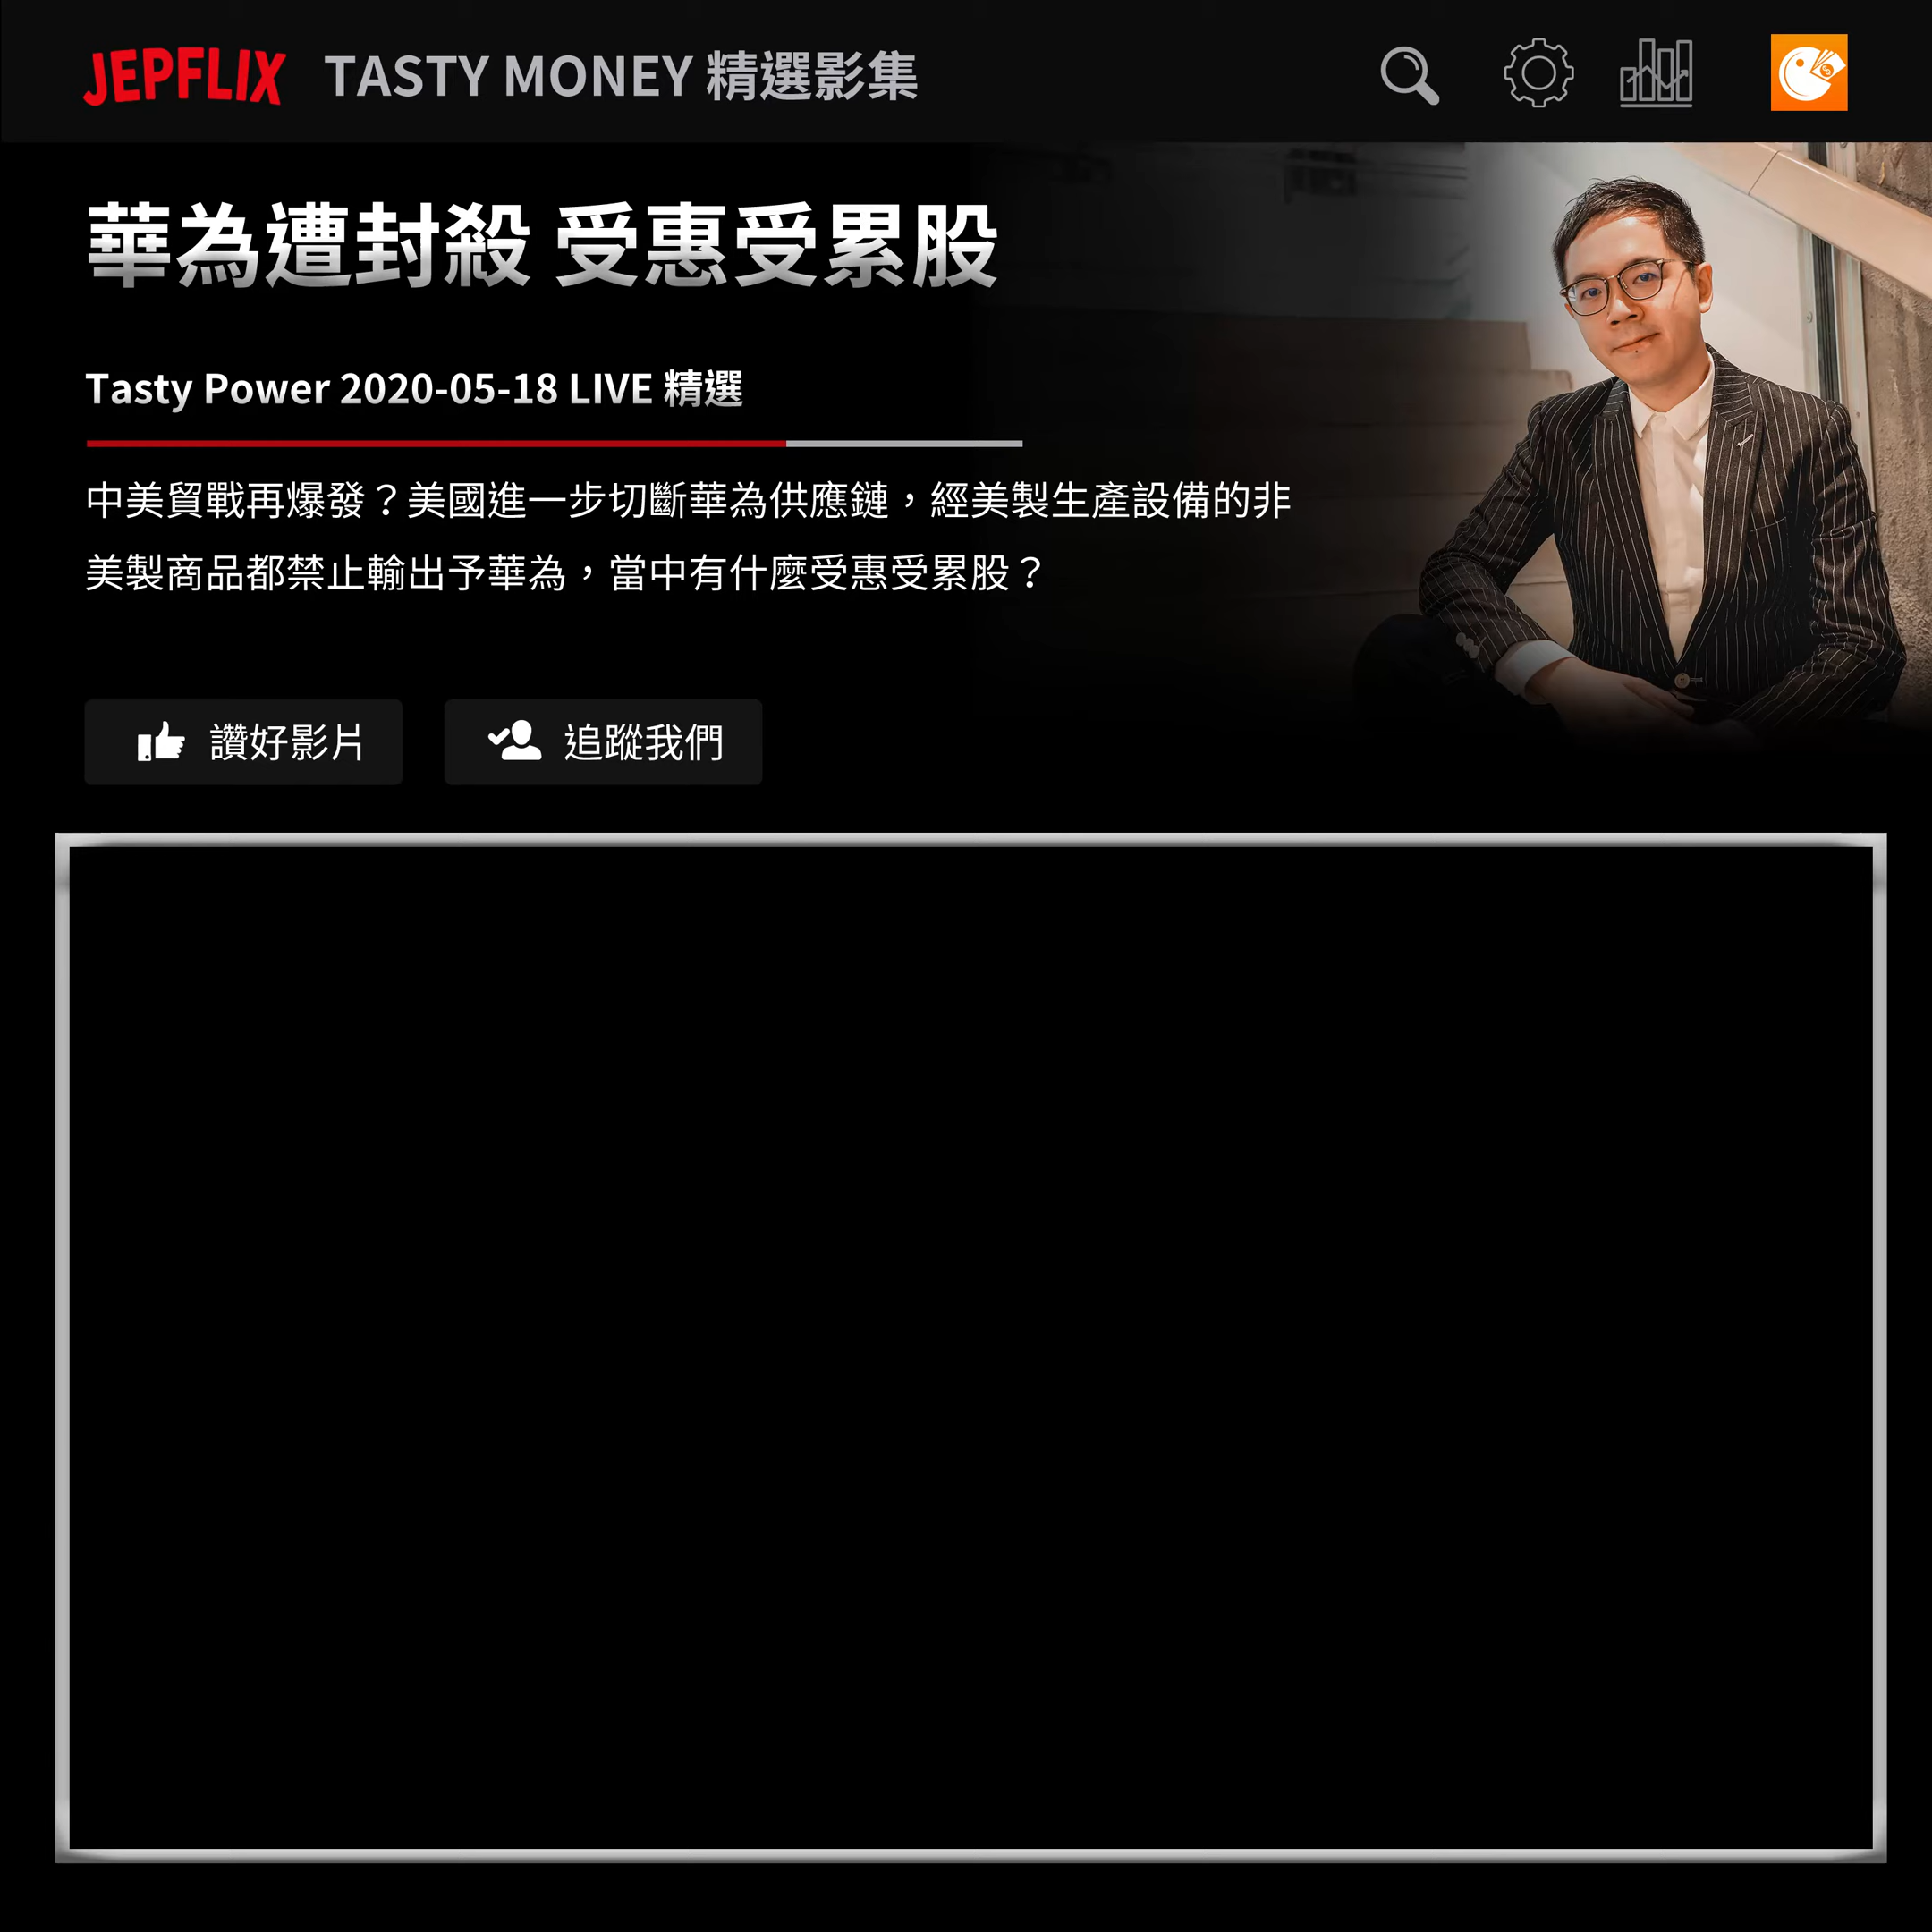 JEPFLIX TASTY MONEY 精選影集
華為遭封殺 受惠受累股
Tasty Power 2020-05-18 LIVE 精選
中美貿戰再爆發？美國進一步切斷華為供應鏈，經美製生產設備的非
美製商品都禁止輸出予華為，當中有什麼受惠受累股？
讚好影片 追蹤我們